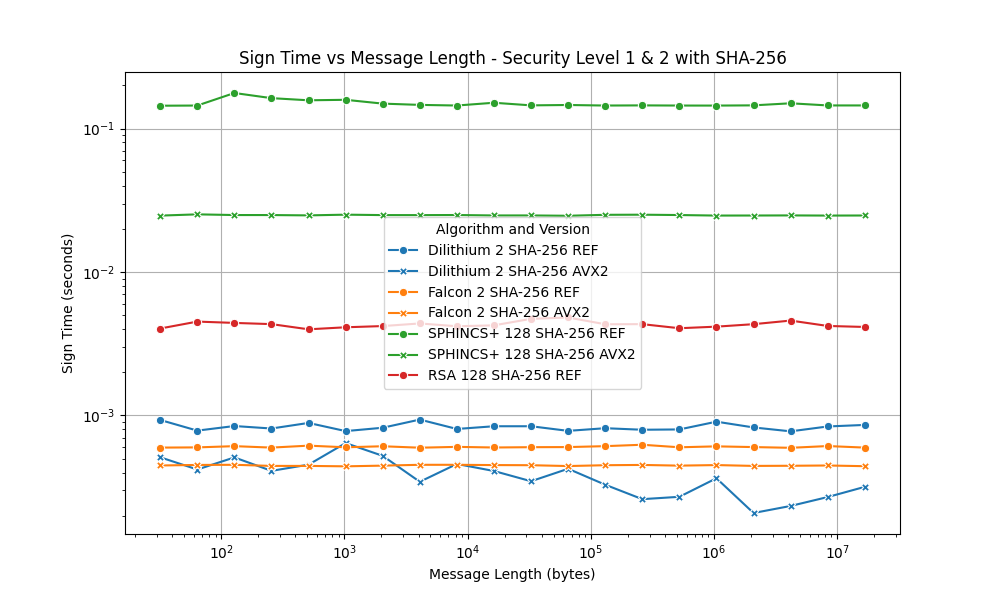 Sign Time vs Message Length - Security Level 1 & 2 with SHA-256
Sign Time (seconds)
10⁻¹
10⁻²
10⁻³
Algorithm and Version
Dilithium 2 SHA-256 REF
Dilithium 2 SHA-256 AVX2
Falcon 2 SHA-256 REF
Falcon 2 SHA-256 AVX2
SPHINCS+ 128 SHA-256 REF
SPHINCS+ 128 SHA-256 AVX2
RSA 128 SHA-256 REF
10² 10³ 10⁴ 10⁵ 10⁶ 10⁷
Message Length (bytes)